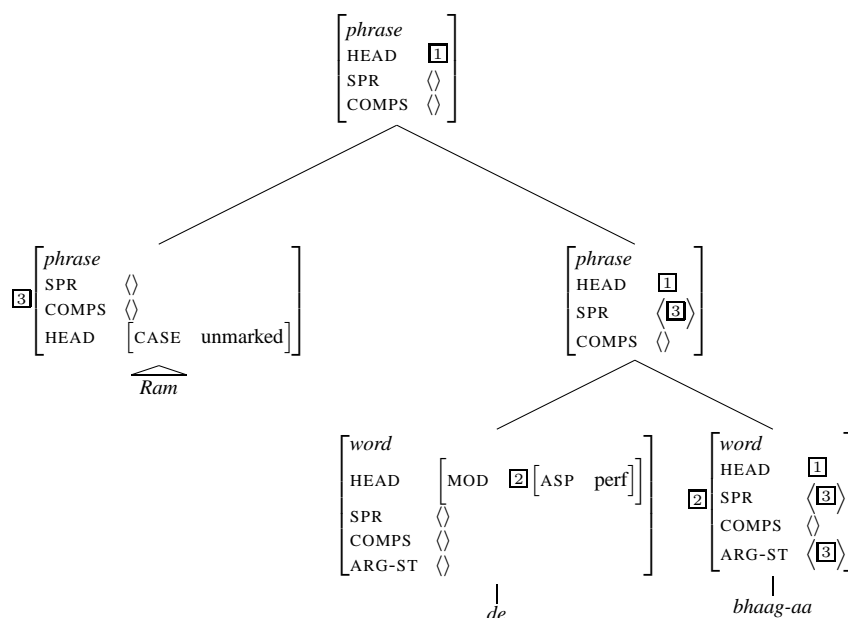 phrase
HEAD 1
SPR ⟨⟩
COMPS ⟨⟩
3
phrase
SPR ⟨⟩
COMPS ⟨⟩
HEAD [CASE unmarked]
Ram
phrase
HEAD 1
SPR ⟨3⟩
COMPS ⟨⟩
word
HEAD [MOD 2 [ASP perf]]
SPR ⟨⟩
COMPS ⟨⟩
ARG-ST ⟨⟩
de
2
word
HEAD 1
SPR ⟨3⟩
COMPS ⟨⟩
ARG-ST ⟨3⟩
bhaag-aa